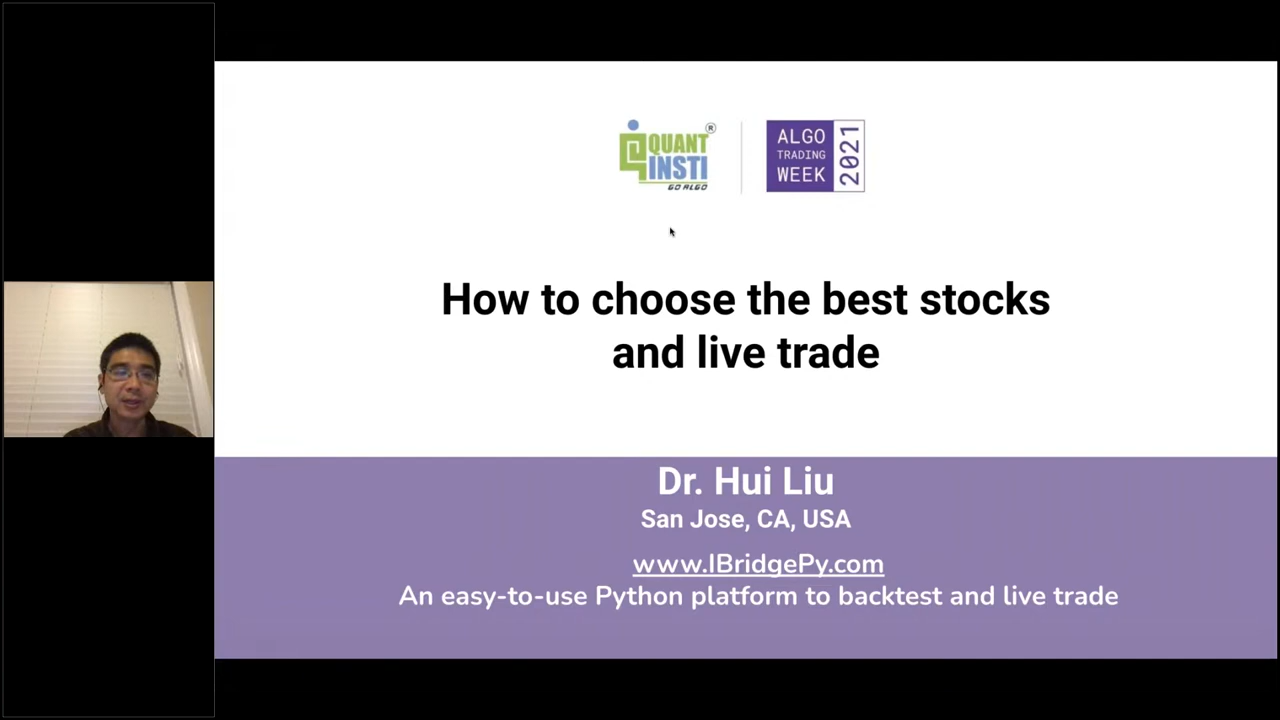 QUANT
INSTI
®
GO ALGO
ALGO
TRADING
WEEK
2021
How to choose the best stocks
and live trade
Dr. Hui Liu
San Jose, CA, USA
www.IBridgePy.com
An easy-to-use Python platform to backtest and live trade